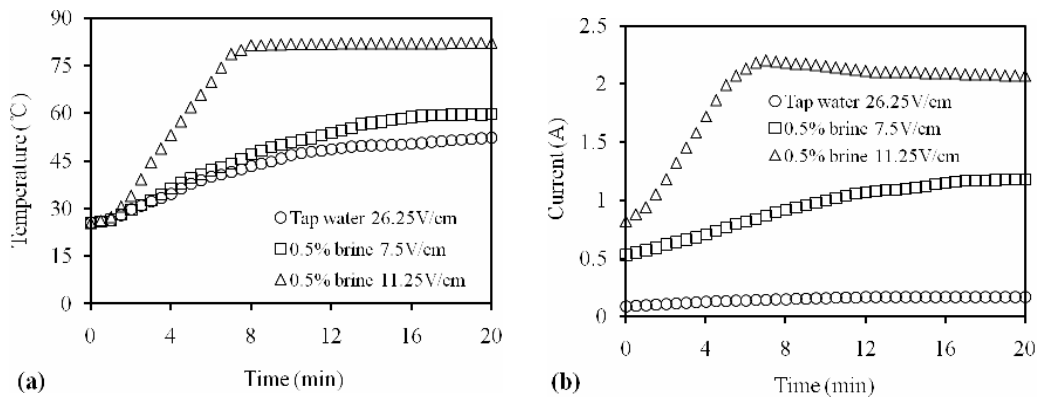 90
75
60
45
30
15
0
Temperature (℃)
Tap water 26.25V/cm
0.5% brine 7.5V/cm
0.5% brine 11.25V/cm
0 4 8 12 16 20
Time (min)
(a)
2.5
2
1.5
1
0.5
0
Current (A)
Tap water 26.25V/cm
0.5% brine 7.5V/cm
0.5% brine 11.25V/cm
0 4 8 12 16 20
Time (min)
(b)